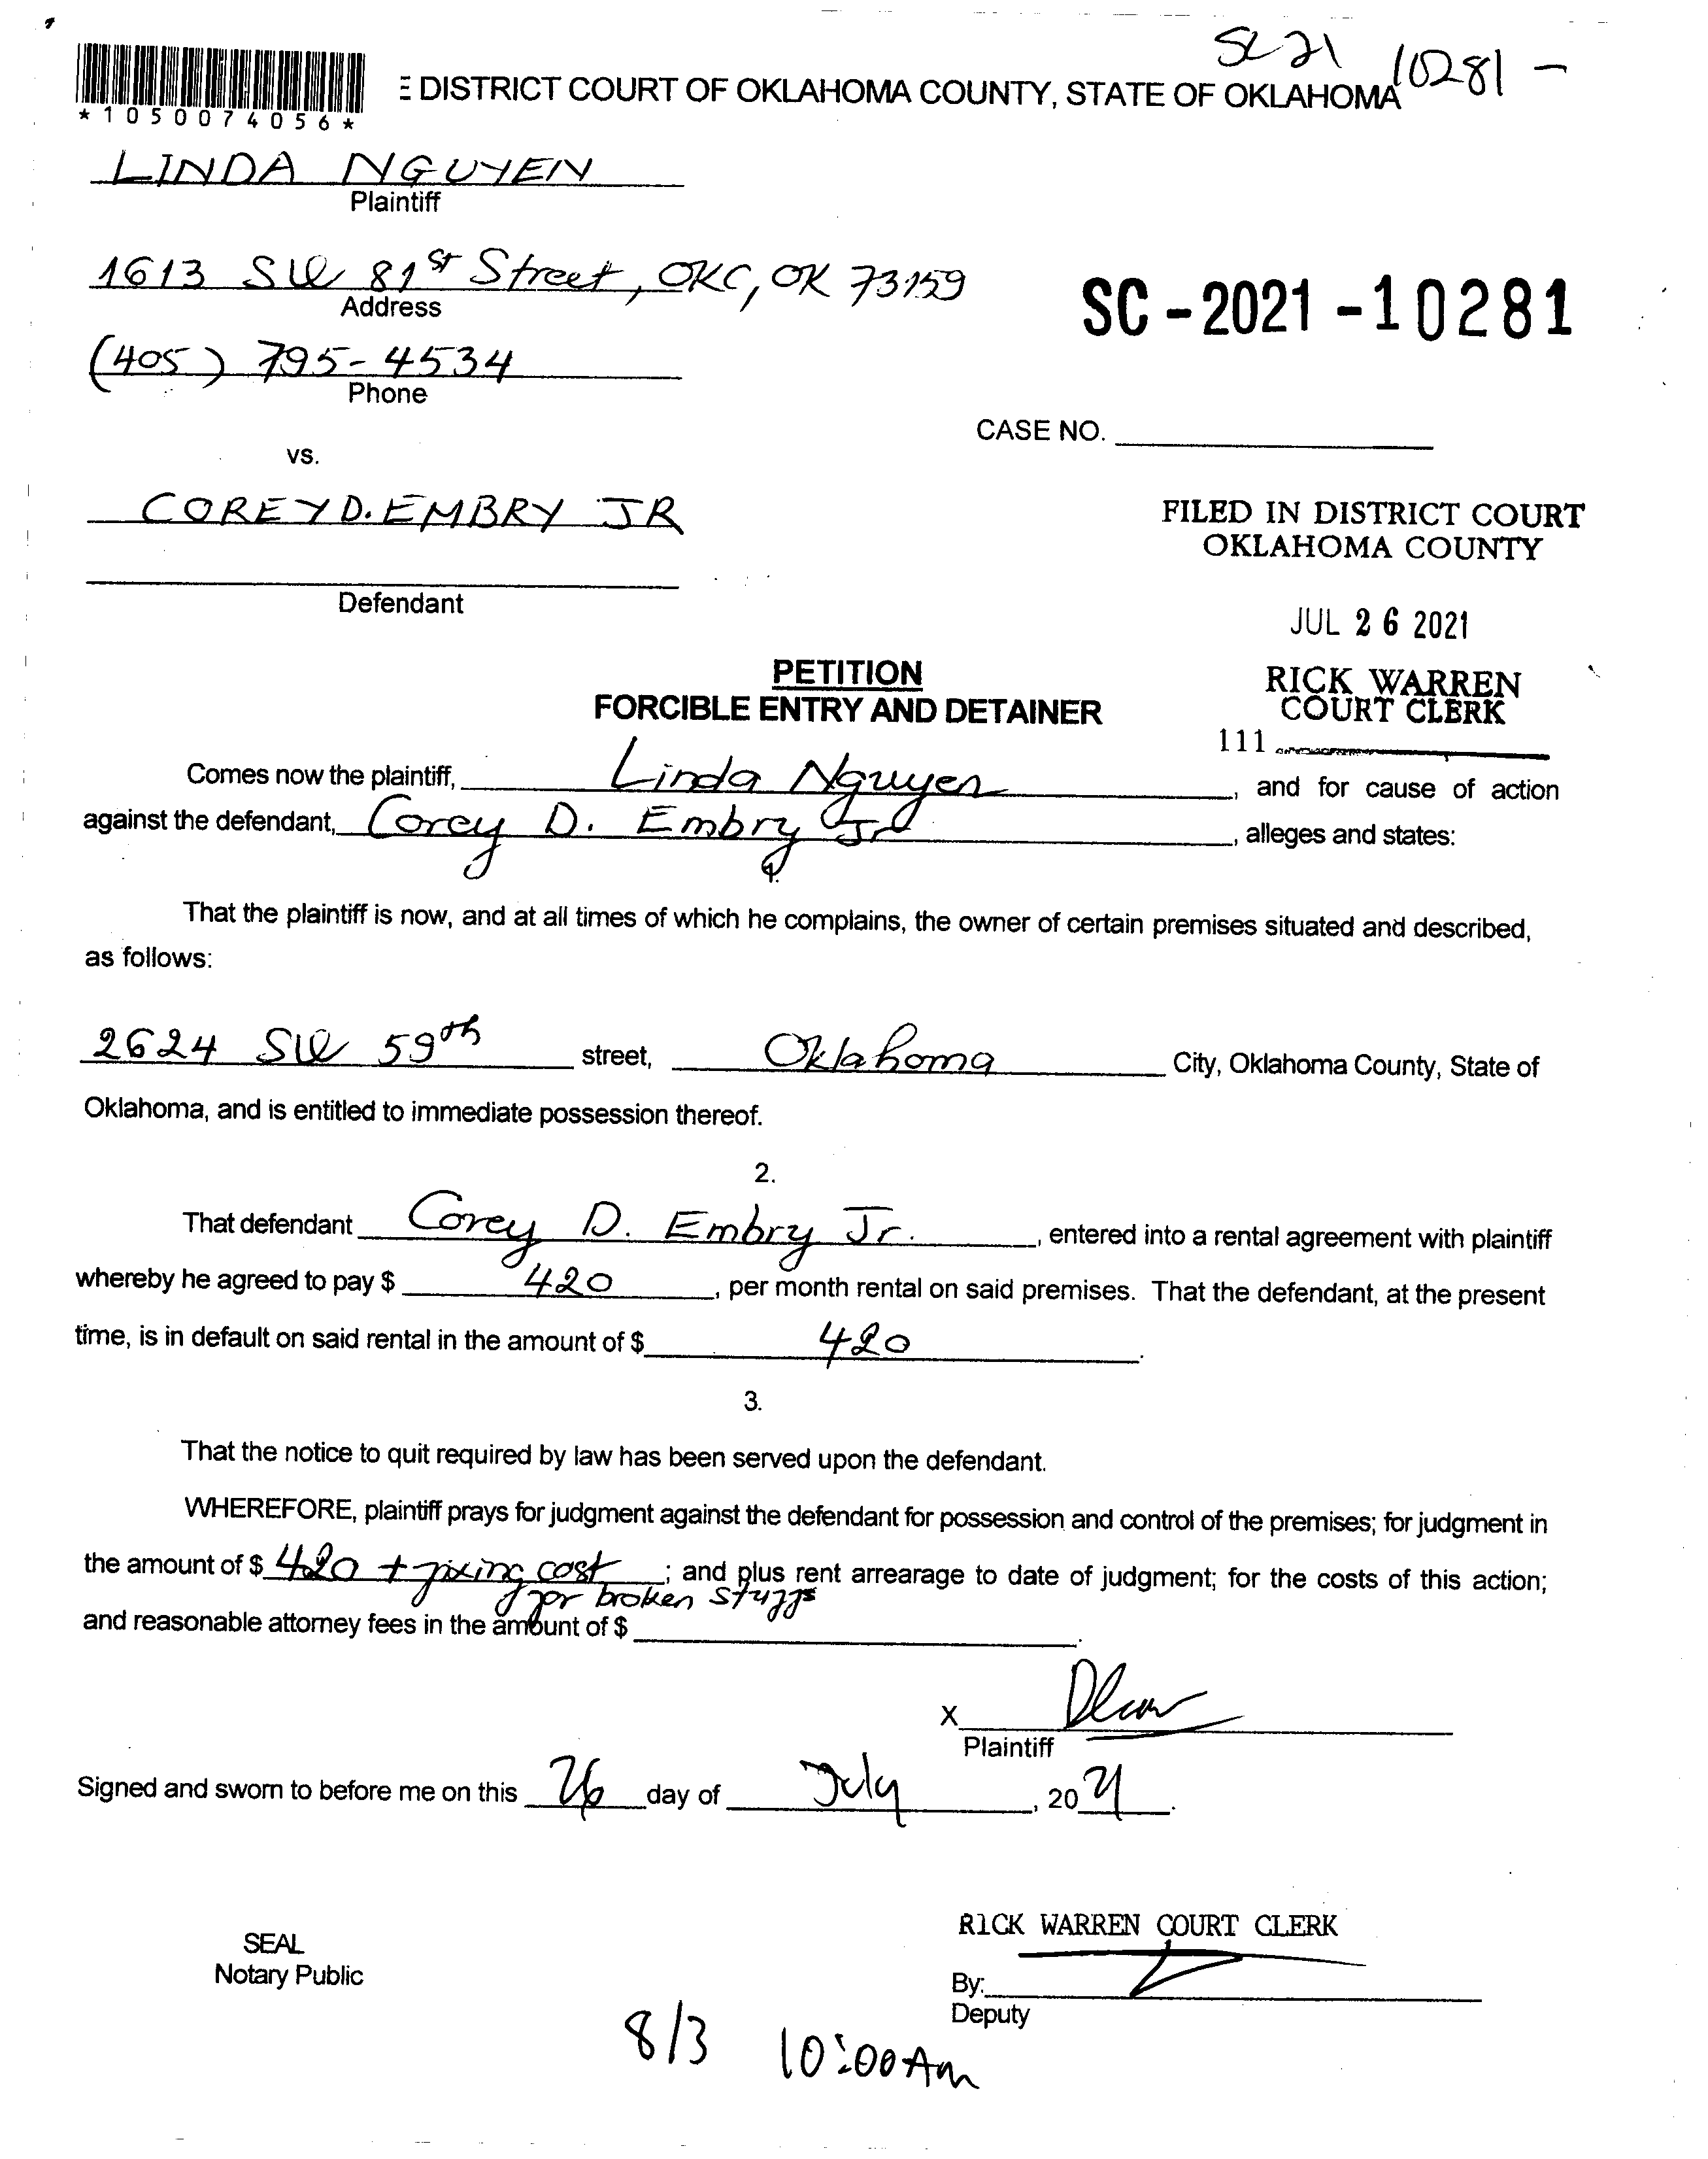 SC 21 10281 -
E DISTRICT COURT OF OKLAHOMA COUNTY, STATE OF OKLAHOMA
*1050074056*
LINDA NGUYEN
Plaintiff
1613 SW 81st Street, OKC, OK 73159
Address
SC-2021-10281
(405) 795-4534
Phone
CASE NO.
vs.
COREY D. EMBRY JR
FILED IN DISTRICT COURT
OKLAHOMA COUNTY
Defendant
JUL 26 2021
PETITION
FORCIBLE ENTRY AND DETAINER
RICK WARREN
COURT CLERK
111
Comes now the plaintiff, Linda Nguyen, and for cause of action
against the defendant, Corey D. Embry Jr, alleges and states:
1.
That the plaintiff is now, and at all times of which he complains, the owner of certain premises situated and described,
as follows:
2624 SW 59th street, Oklahoma City, Oklahoma County, State of
Oklahoma, and is entitled to immediate possession thereof.
2.
That defendant Corey D. Embry Jr., entered into a rental agreement with plaintiff
whereby he agreed to pay $ 420, per month rental on said premises. That the defendant, at the present
time, is in default on said rental in the amount of $ 420.
3.
That the notice to quit required by law has been served upon the defendant.
WHEREFORE, plaintiff prays for judgment against the defendant for possession and control of the premises; for judgment in
the amount of $ 420 + fixing cost; and plus rent arrearage to date of judgment; for the costs of this action;
for broken stuffs
and reasonable attorney fees in the amount of $.
X
Plaintiff
Signed and sworn to before me on this 26 day of July, 2021.
RICK WARREN COURT CLERK
SEAL
Notary Public
By:
Deputy
8/3 10:00 Am